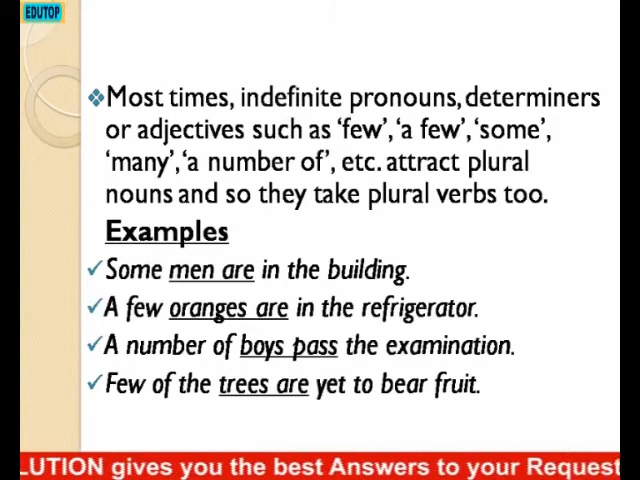 EDUTOP
Most times, indefinite pronouns, determiners
or adjectives such as ‘few’, ‘a few’, ‘some’,
‘many’, ‘a number of’, etc. attract plural
nouns and so they take plural verbs too.
Examples
Some men are in the building.
A few oranges are in the refrigerator.
A number of boys pass the examination.
Few of the trees are yet to bear fruit.
LUTION gives you the best Answers to your Request